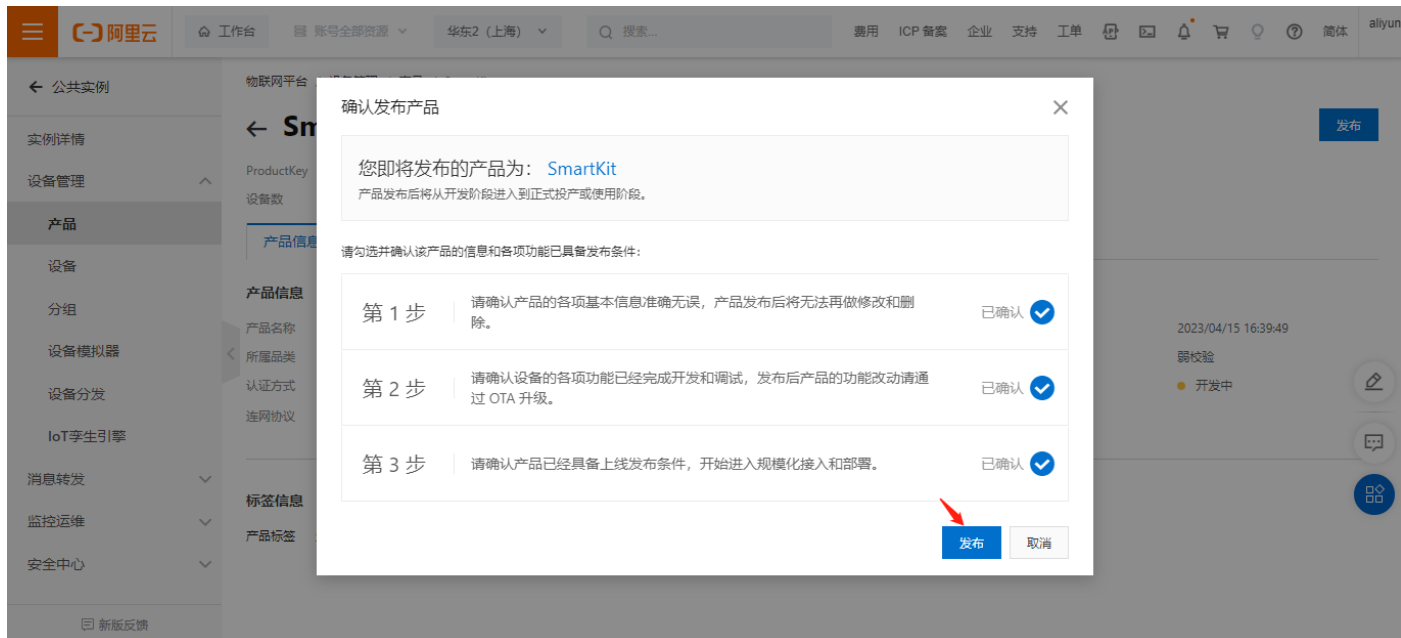 阿里云 工作台 账号全部资源 华东2（上海） 搜索... 费用 ICP 备案 企业 支持 工单 简体 aliyun
公共实例
物联网平台
实例详情
发布
设备管理
ProductKey
设备数
产品
产品信息
设备
分组
产品信息
产品名称
2023/04/15 16:39:49
设备模拟器
所属品类
弱校验
设备分发
认证方式
开发中
连网协议
IoT孪生引擎
消息转发
标签信息
监控运维
产品标签
安全中心
新版反馈
确认发布产品
您即将发布的产品为： SmartKit
产品发布后将从开发阶段进入到正式投产或使用阶段。
请勾选并确认该产品的信息和各项功能已具备发布条件：
第 1 步
请确认产品的各项基本信息准确无误，产品发布后将无法再做修改和删
除。
已确认
第 2 步
请确认设备的各项功能已经完成开发和调试，发布后产品的功能改动请通
过 OTA 升级。
已确认
第 3 步
请确认产品已经具备上线发布条件，开始进入规模化接入和部署。
已确认
发布 取消